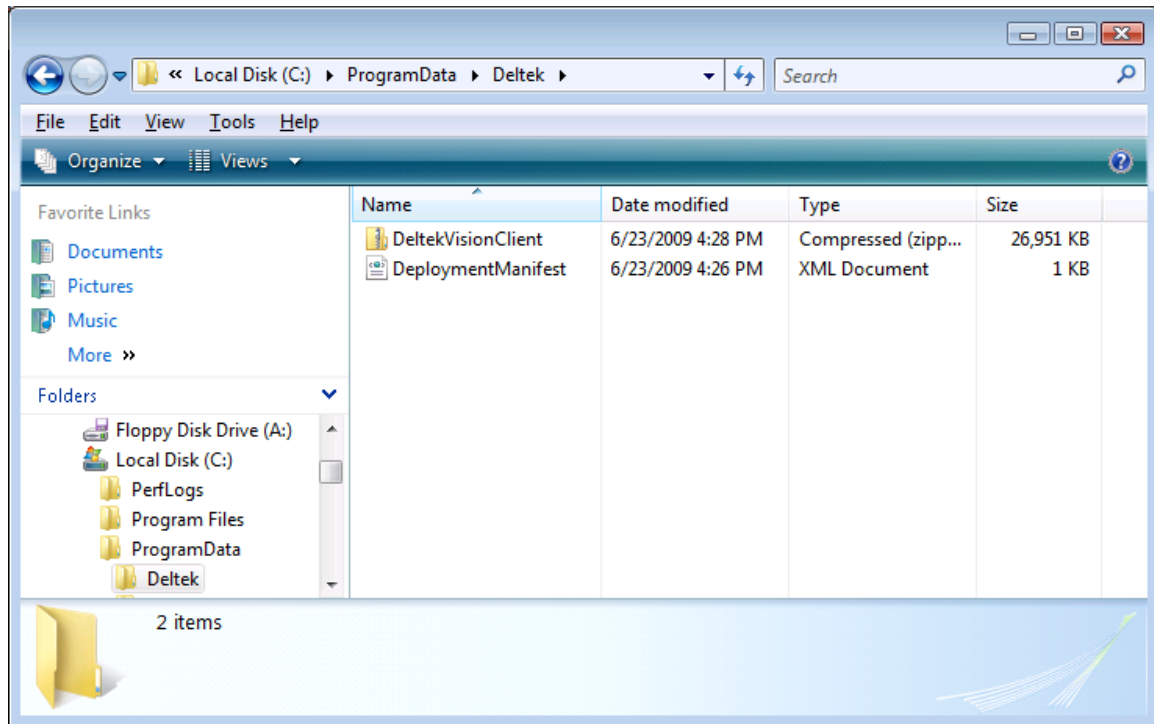 « Local Disk (C:) ▸ ProgramData ▸ Deltek ▸ Search
File Edit View Tools Help
Organize Views
Favorite Links
Documents
Pictures
Music
More »
Folders
Floppy Disk Drive (A:)
Local Disk (C:)
PerfLogs
Program Files
ProgramData
Deltek
Name Date modified Type Size
DeltekVisionClient 6/23/2009 4:28 PM Compressed (zipp... 26,951 KB
DeploymentManifest 6/23/2009 4:26 PM XML Document 1 KB
2 items